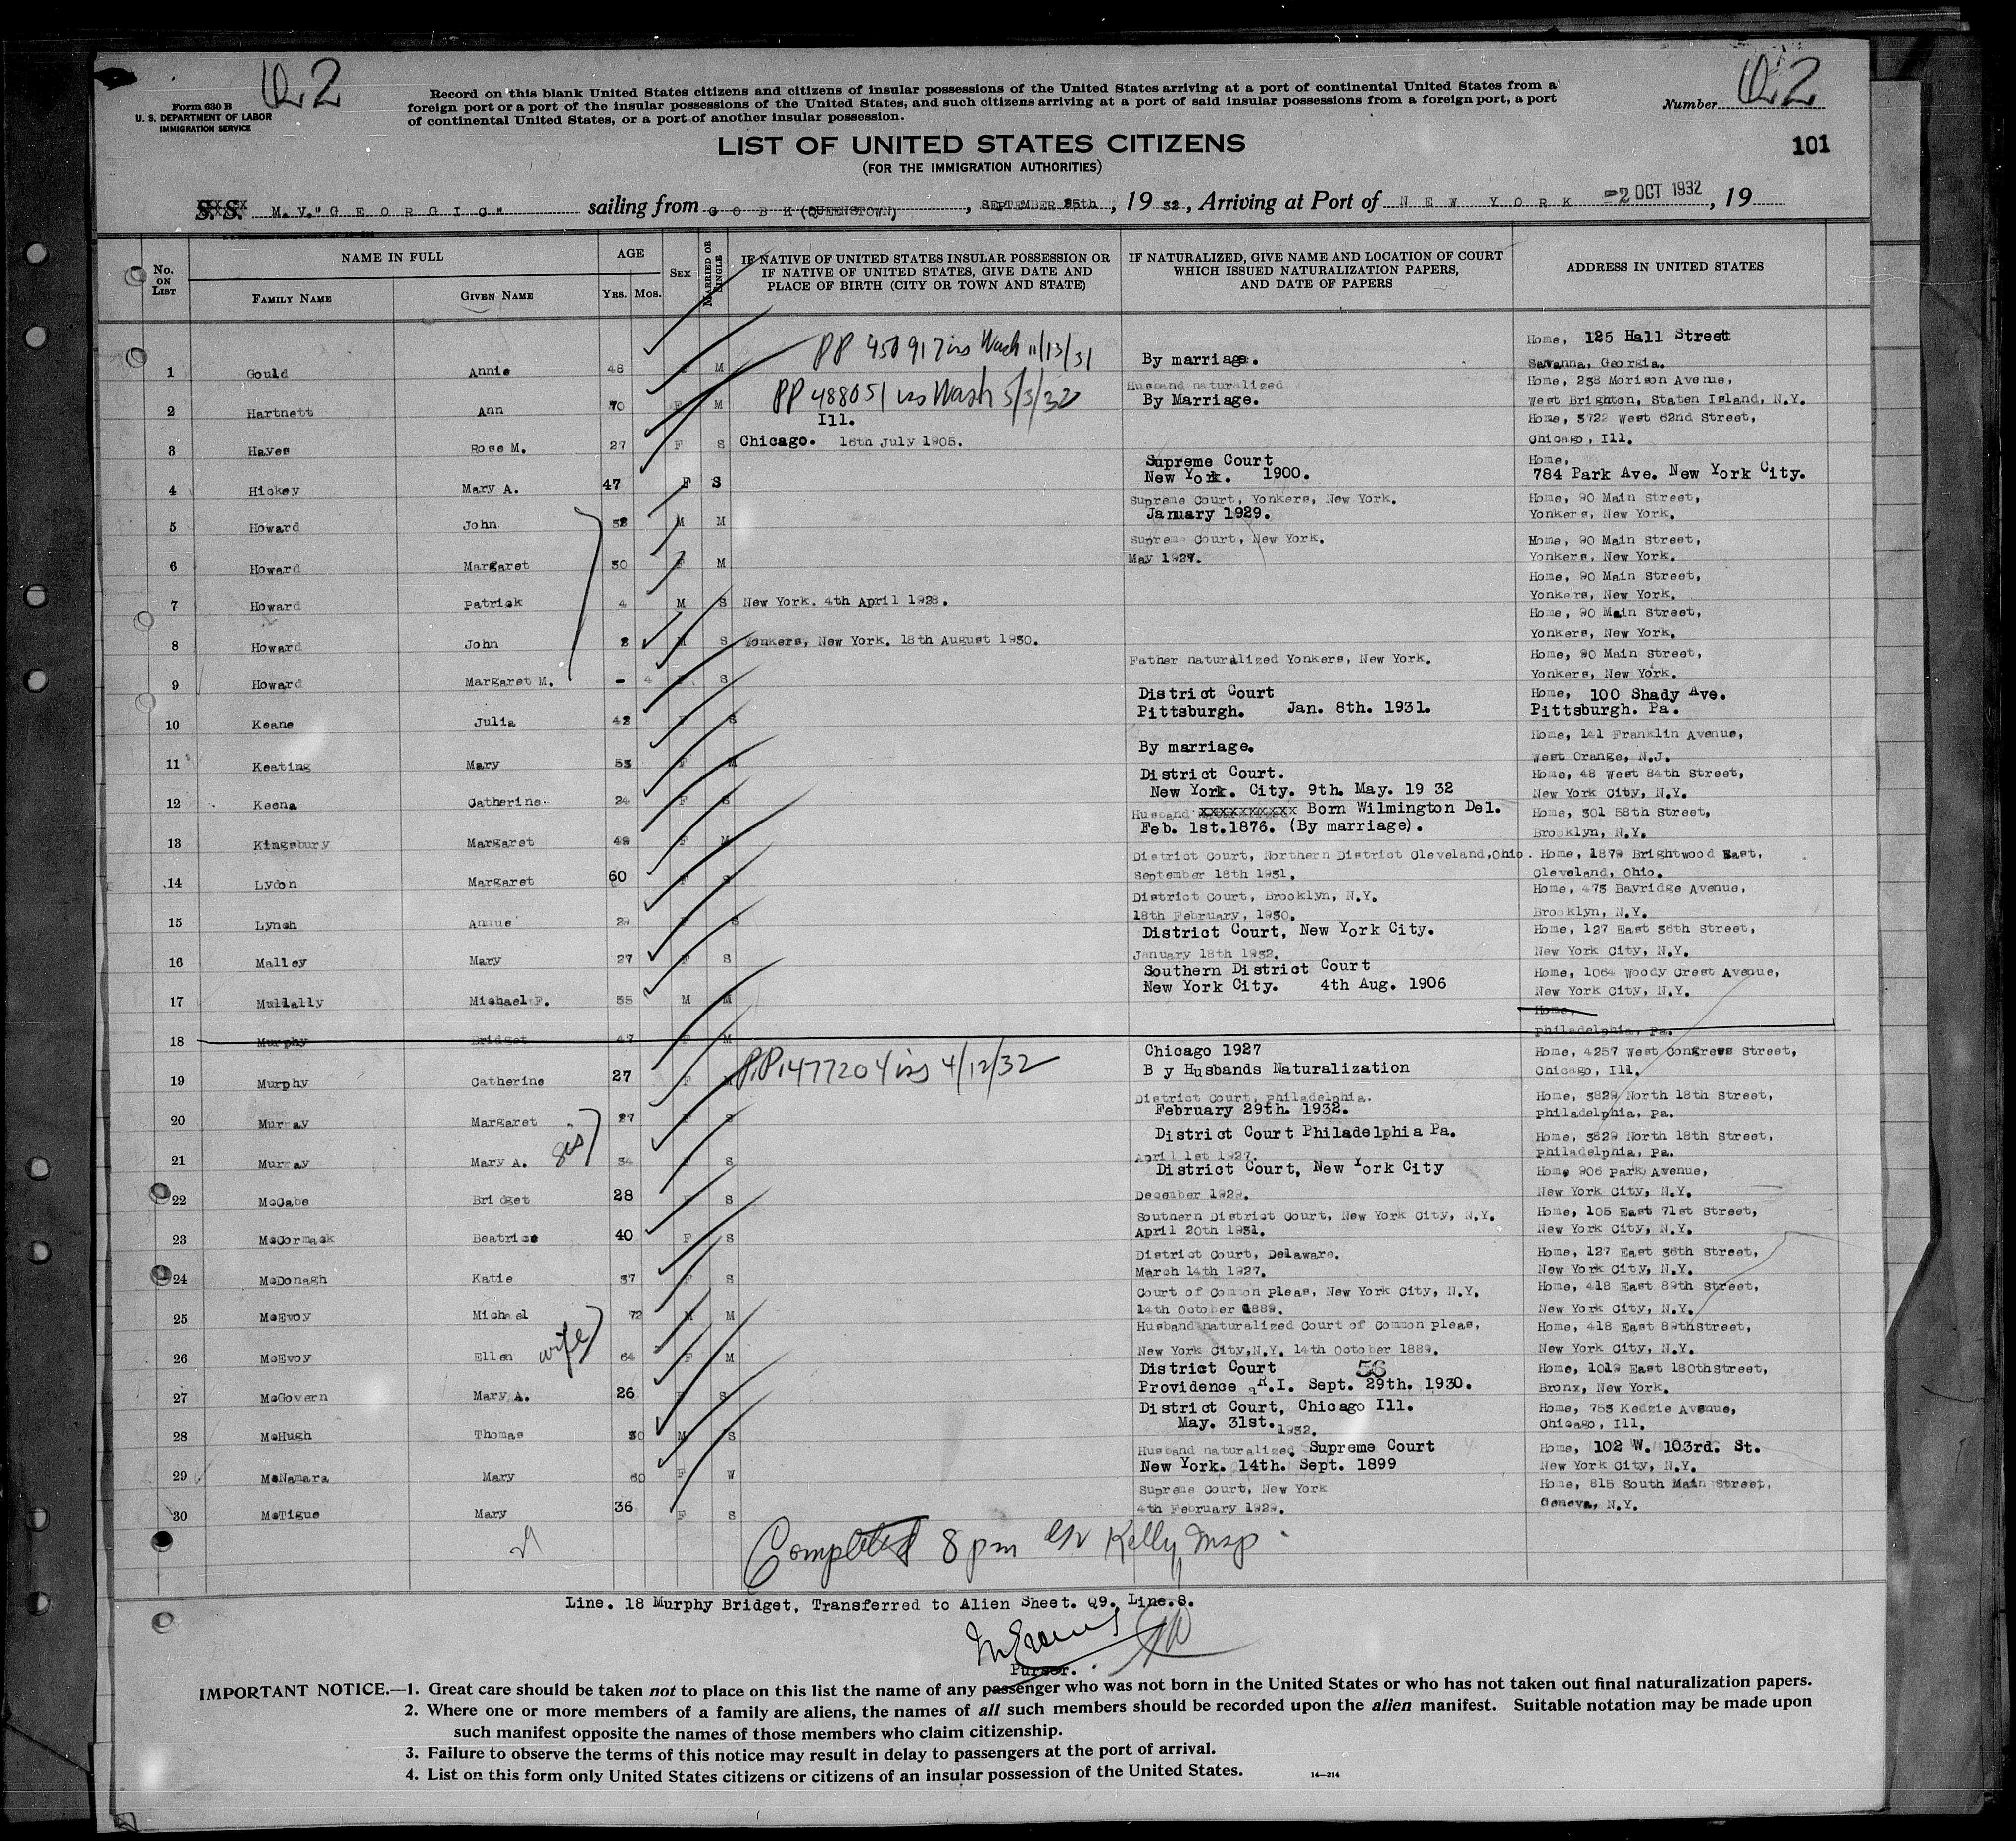 Q2
Form 630 B
U. S. DEPARTMENT OF LABOR
IMMIGRATION SERVICE
Record on this blank United States citizens and citizens of insular possessions of the United States arriving at a port of continental United States from a
foreign port or a port of the insular possessions of the United States, and such citizens arriving at a port of said insular possessions from a foreign port, a port
of continental United States, or a port of another insular possession.
Number Q2
LIST OF UNITED STATES CITIZENS
101
(FOR THE IMMIGRATION AUTHORITIES)
S. S. M.V."GEORGIC" sailing from COBH (QUEENSTOWN), SEPTEMBER 25th, 1932, Arriving at Port of NEW YORK -2 OCT 1932, 19
No. ON LIST NAME IN FULL AGE SEX MARRIED OR SINGLE IF NATIVE OF UNITED STATES INSULAR POSSESSION OR IF NATIVE OF UNITED STATES, GIVE DATE AND PLACE OF BIRTH (CITY OR TOWN AND STATE) IF NATURALIZED, GIVE NAME AND LOCATION OF COURT WHICH ISSUED NATURALIZATION PAPERS, AND DATE OF PAPERS ADDRESS IN UNITED STATES
FAMILY NAME GIVEN NAME Yrs. Mos.
Home, 125 Hall Street
1 Gould Annie 48 F M PP 450917 iss Wash 11/13/31 By marriage. Savanna, Georgia.
Husband naturalized Home, 238 Morison Avenue,
2 Hartnett Ann 70 F M PP 488051 iss Wash 5/3/32 By Marriage. West Brighton, Staten Island, N.Y.
Ill. Home, 3722 West 62nd Street,
3 Hayes Rose M. 27 F S Chicago. 16th July 1905. Chicago, Ill.
Supreme Court Home,
4 Hickey Mary A. 47 F S New York. 1900. 784 Park Ave. New York City.
Supreme Court, Yonkers, New York. Home, 90 Main Street,
5 Howard John M M January 1929. Yonkers, New York.
Supreme Court, New York. Home, 90 Main Street,
6 Howard Margaret 30 F M May 1927. Yonkers, New York.
Home, 90 Main Street,
7 Howard Patrick 4 M S New York. 4th April 1928. Yonkers, New York.
Home, 90 Main Street,
8 Howard John 2 M S Yonkers, New York. 18th August 1930. Yonkers, New York.
Father naturalized Yonkers, New York. Home, 90 Main Street,
9 Howard Margaret M. - 4 F S Yonkers, New York.
District Court Home, 100 Shady Ave.
10 Keane Julia 42 F S Pittsburgh. Jan. 8th. 1931. Pittsburgh. Pa.
By marriage. Home, 141 Franklin Avenue,
11 Keating Mary 53 F M West Orange, N.J.
District Court. Home, 48 West 84th Street,
12 Keena Catherine 24 F S New York. City. 9th. May. 19 32 New York City, N.Y.
Husband xxxxxxxxxx Born Wilmington Del. Home, 301 58th Street,
13 Kingsbury Margaret F M Feb. 1st.1876. (By marriage). Brooklyn, N.Y.
District Court, Northern District Cleveland,Ohio. Home, 1879 Brightwood East,
14 Lydon Margaret 60 F S September 18th 1931. Cleveland, Ohio.
District Court, Brooklyn, N.Y. Home, 473 Bayridge Avenue,
15 Lynch Annie 29 F S 18th February, 1930. Brooklyn, N.Y.
District Court, New York City. Home, 127 East 36th Street,
16 Malley Mary 27 F S January 18th 1932. New York City, N.Y.
Southern District Court Home, 1064 Woody Crest Avenue,
17 Mullally Michael F. 55 M M New York City. 4th Aug. 1906 New York City, N.Y.
Home,
18 Murphy Bridget 47 F M Philadelphia, Pa.
Chicago 1927 Home, 4257 West Congress Street,
19 Murphy Catherine 27 F M P.P. 1477204 iss 4/12/32 B y Husbands Naturalization Chicago, Ill.
District Court, Philadelphia. Home, 3829 North 18th Street,
20 Murray Margaret 27 F S February 29th. 1932. Philadelphia, Pa.
sis District Court Philadelphia Pa. Home, 3829 North 18th Street,
21 Murray Mary A. 34 F S April 1st 1927. Philadelphia, Pa.
District Court, New York City Home, 906 Park Avenue,
22 McCabe Bridget 28 F S December 1929. New York City, N.Y.
Southern District Court, New York City, N.Y. Home, 105 East 71st Street,
23 McCormack Beatrice 40 F S April 20th 1931. New York City, N.Y.
District Court, Delaware. Home, 127 East 36th Street,
24 McDonagh Katie 37 F S March 14th 1927. New York City, N.Y.
Court of Common Pleas, New York City, N.Y. Home, 418 East 89th Street,
25 McEvoy Michael 72 M M 14th October 1889. New York City, N.Y.
wife Husband naturalized Court of Common Pleas, Home, 418 East 89thStreet,
26 McEvoy Ellen 64 F M New York City,N.Y. 14th October 1889. New York City, N.Y.
District Court 56 Home, 1019 East 180thStreet,
27 McGovern Mary A. 26 F S Providence R.I. Sept. 29th. 1930. Bronx, New York.
District Court, Chicago Ill. Home, 753 Kedzie Avenue,
28 McHugh Thomas 30 M S May. 31st. 1932. Chicago, Ill.
Husband naturalized. Supreme Court Home, 102 W. 103rd. St.
29 McNamara Mary 60 F W New York. 14th. Sept. 1899 New York City, N.Y.
Supreme Court, New York Home, 815 South Main Street,
30 McTigue Mary 36 F S 4th February 1929. Geneva, N.Y.
Completed 8 pm Kelly Insp.
Line. 18 Murphy Bridget, Transferred to Alien Sheet. Q9. Line.8.
Purser.
IMPORTANT NOTICE.—1. Great care should be taken not to place on this list the name of any passenger who was not born in the United States or who has not taken out final naturalization papers.
2. Where one or more members of a family are aliens, the names of all such members should be recorded upon the alien manifest. Suitable notation may be made upon
such manifest opposite the names of those members who claim citizenship.
3. Failure to observe the terms of this notice may result in delay to passengers at the port of arrival.
4. List on this form only United States citizens or citizens of an insular possession of the United States. 14—214